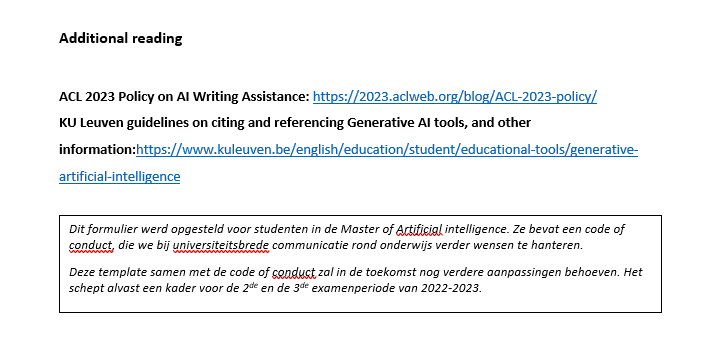 Additional reading
ACL 2023 Policy on AI Writing Assistance: https://2023.aclweb.org/blog/ACL-2023-policy/
KU Leuven guidelines on citing and referencing Generative AI tools, and other
information:https://www.kuleuven.be/english/education/student/educational-tools/generative-
artificial-intelligence
Dit formulier werd opgesteld voor studenten in de Master of Artificial intelligence. Ze bevat een code of
conduct, die we bij universiteitsbrede communicatie rond onderwijs verder wensen te hanteren.
Deze template samen met de code of conduct zal in de toekomst nog verdere aanpassingen behoeven. Het
schept alvast een kader voor de 2de en de 3de examenperiode van 2022-2023.